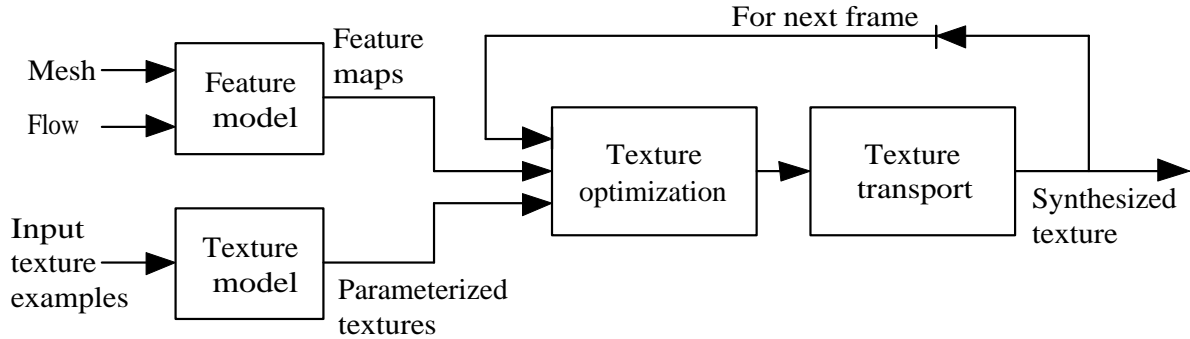 For next frame
Mesh
Flow
Feature
model
Feature
maps
Texture
optimization
Texture
transport
Synthesized
texture
Input
texture
examples
Texture
model
Parameterized
textures